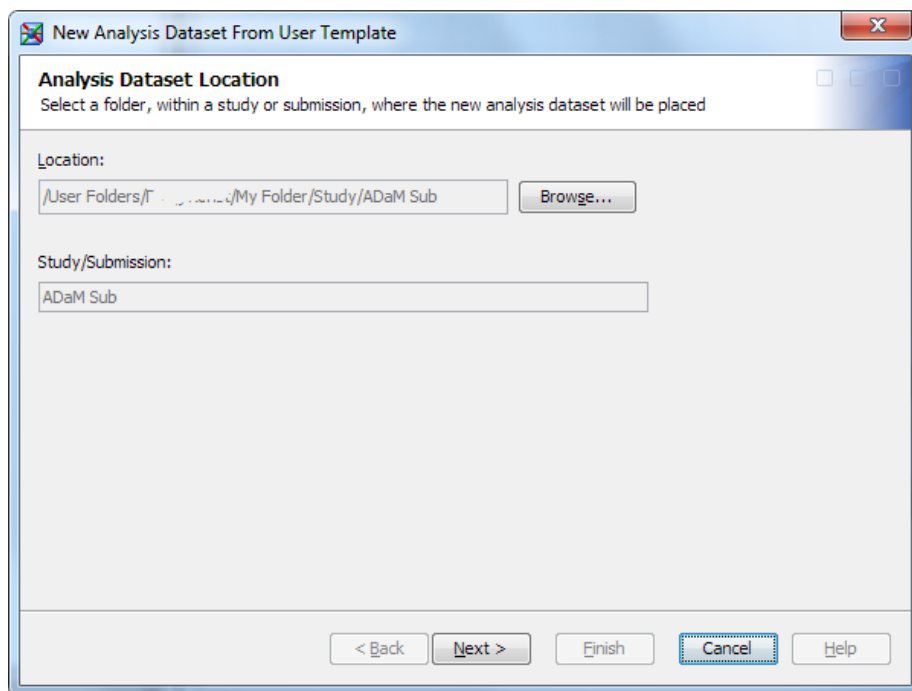 New Analysis Dataset From User Template
Analysis Dataset Location
Select a folder, within a study or submission, where the new analysis dataset will be placed
Location:
/User Folders/ /My Folder/Study/ADaM Sub
Browse...
Study/Submission:
ADaM Sub
< Back Next > Finish Cancel Help